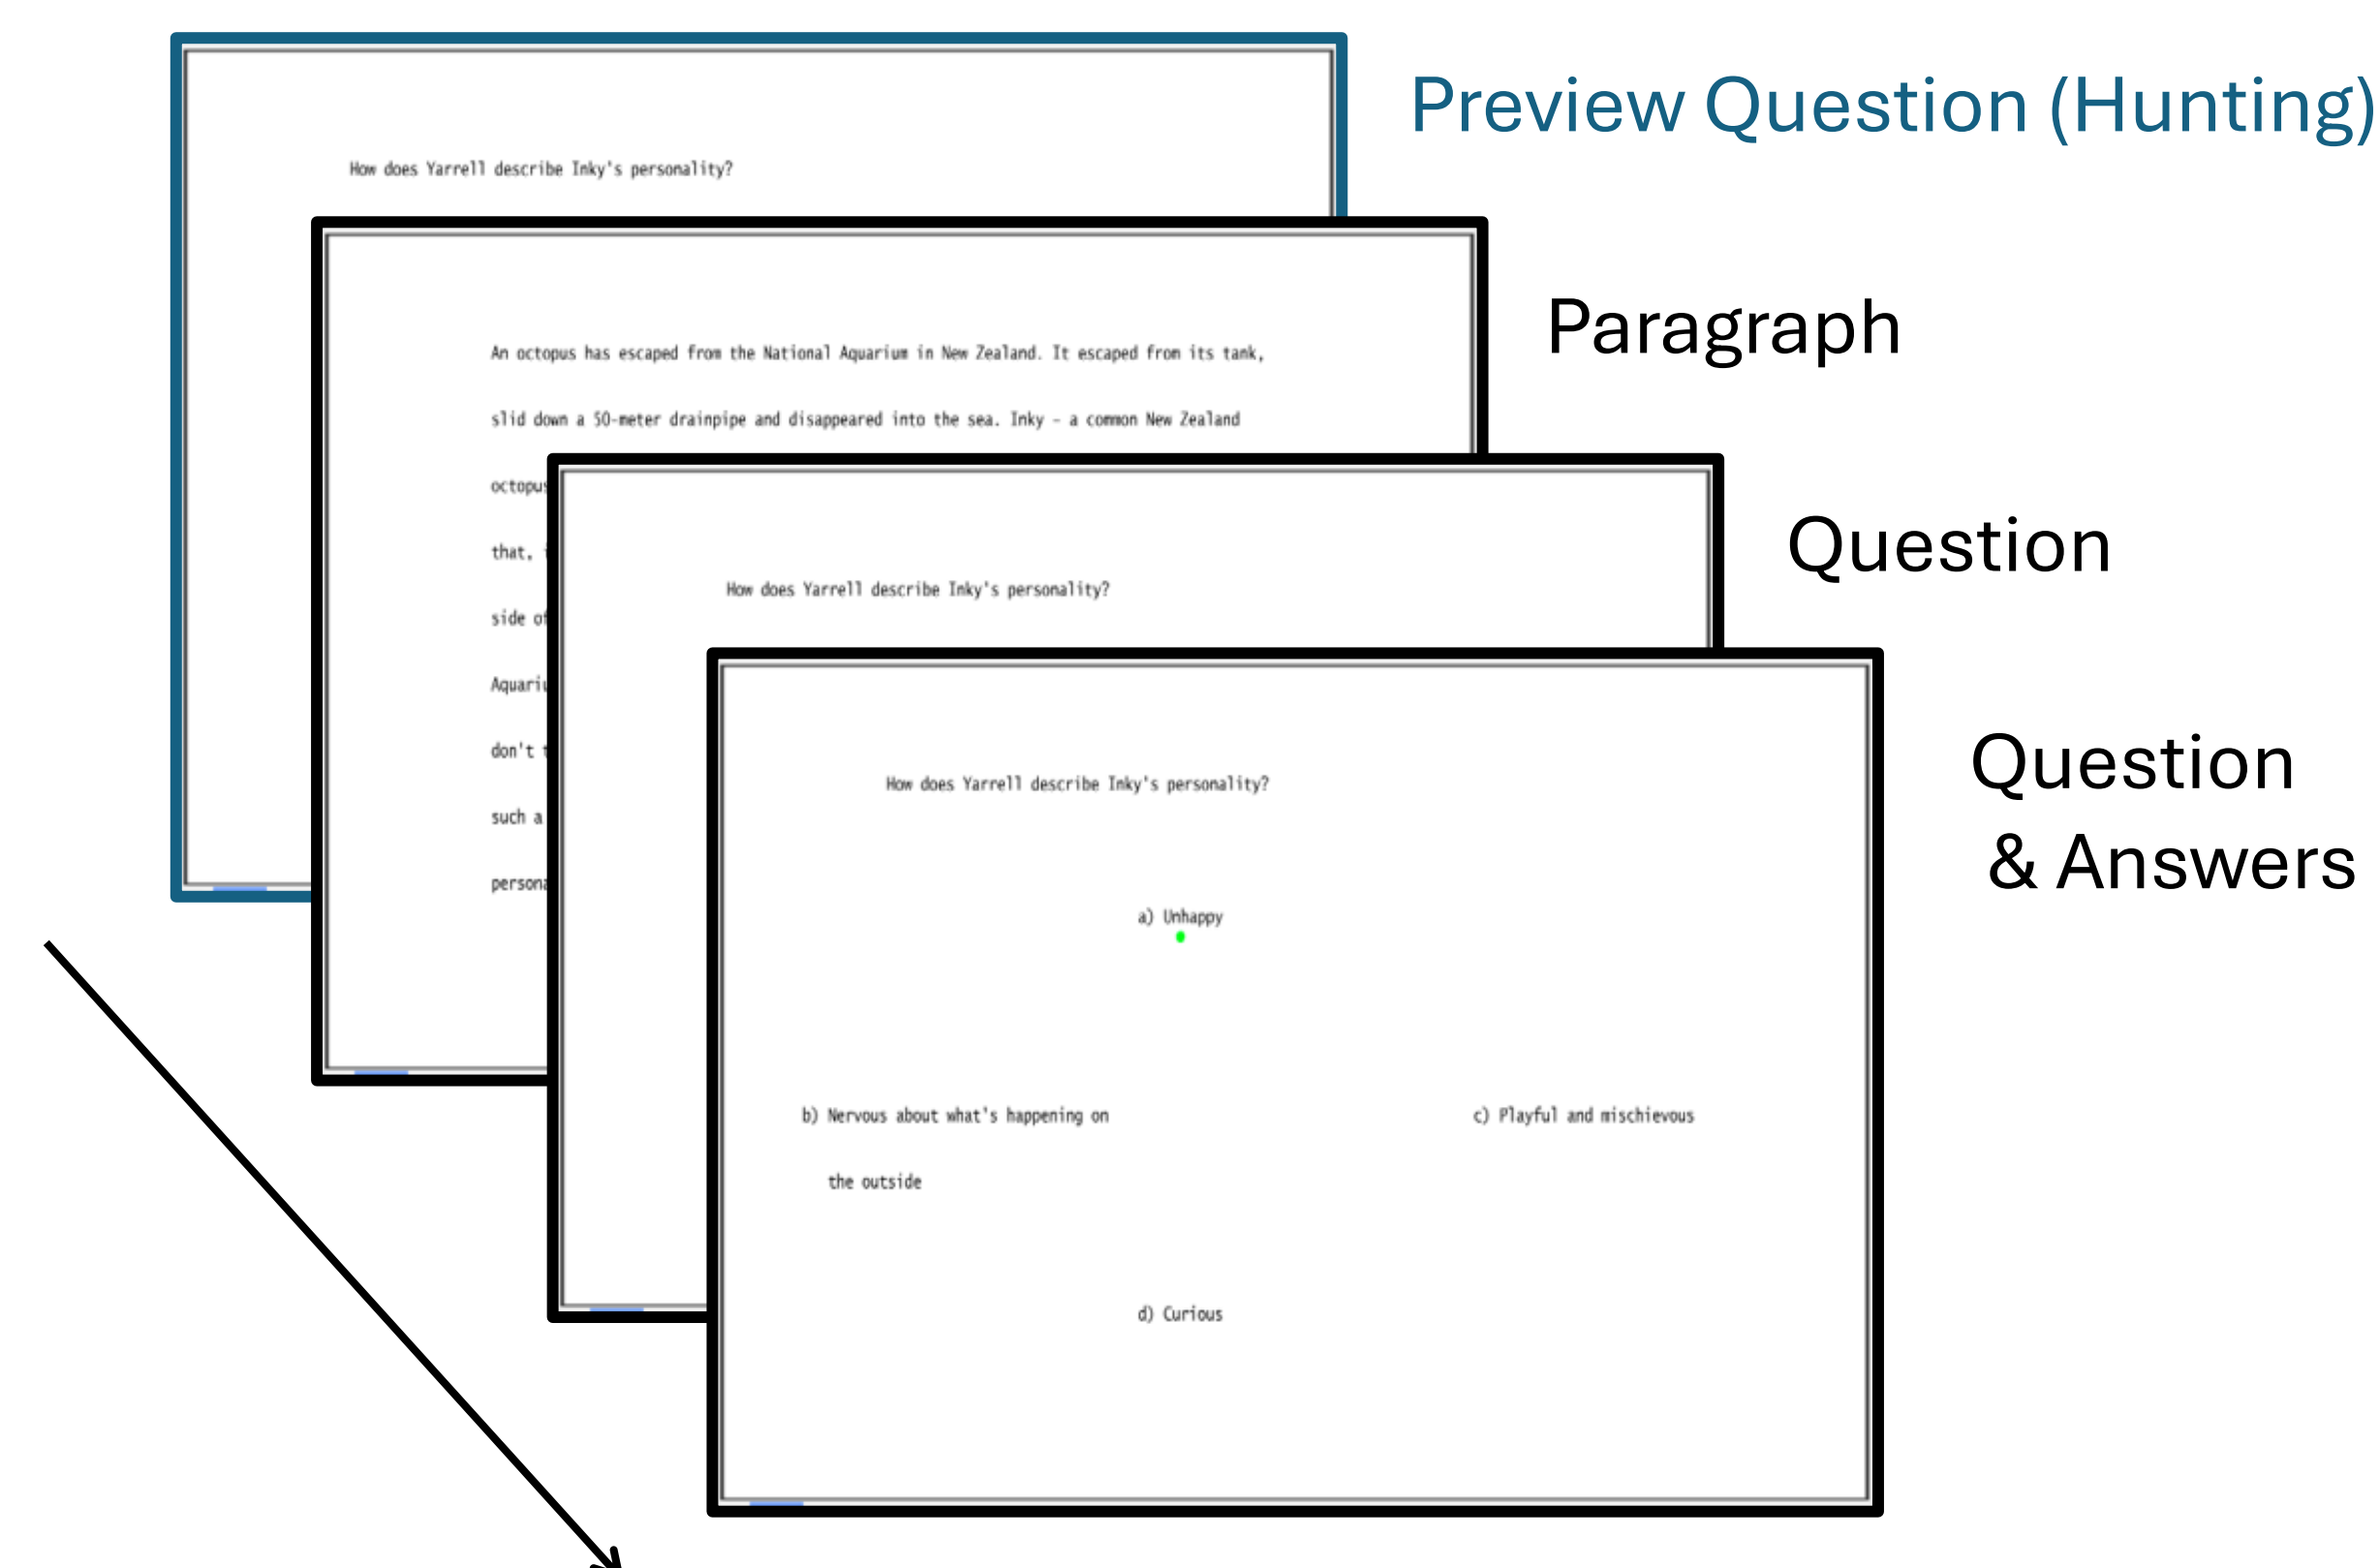 Preview Question (Hunting)
How does Yarrell describe Inky's personality?
Paragraph
An octopus has escaped from the National Aquarium in New Zealand. It escaped from its tank,
slid down a 50-meter drainpipe and disappeared into the sea. Inky – a common New Zealand
octopus
that,
side of
Aquariu
don't t
such a
persona
Question
How does Yarrell describe Inky's personality?
Question
& Answers
How does Yarrell describe Inky's personality?
a) Unhappy
b) Nervous about what's happening on
the outside
c) Playful and mischievous
d) Curious